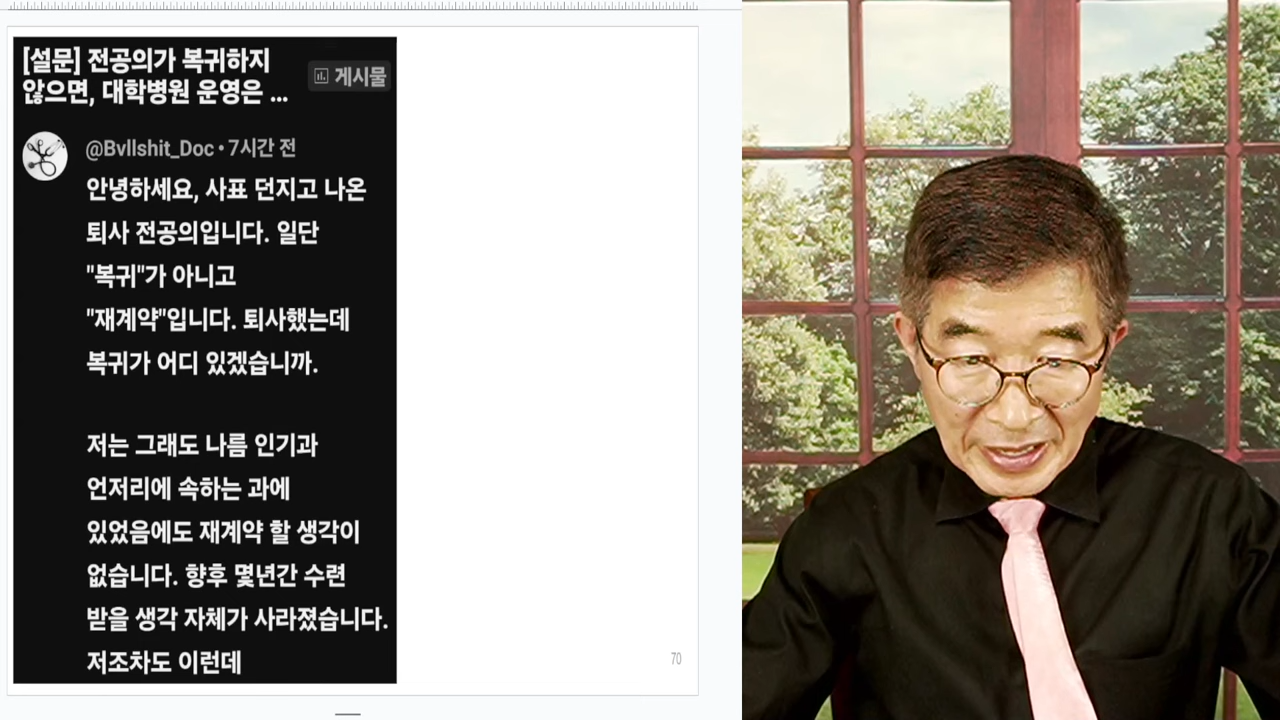 [설문] 전공의가 복귀하지
않으면, 대학병원 운영은 ...
게시물
@Bvllshit_Doc • 7시간 전
안녕하세요, 사표 던지고 나온
퇴사 전공의입니다. 일단
"복귀"가 아니고
"재계약"입니다. 퇴사했는데
복귀가 어디 있겠습니까.
저는 그래도 나름 인기과
언저리에 속하는 과에
있었음에도 재계약 할 생각이
없습니다. 향후 몇년간 수련
받을 생각 자체가 사라졌습니다.
저조차도 이런데
70